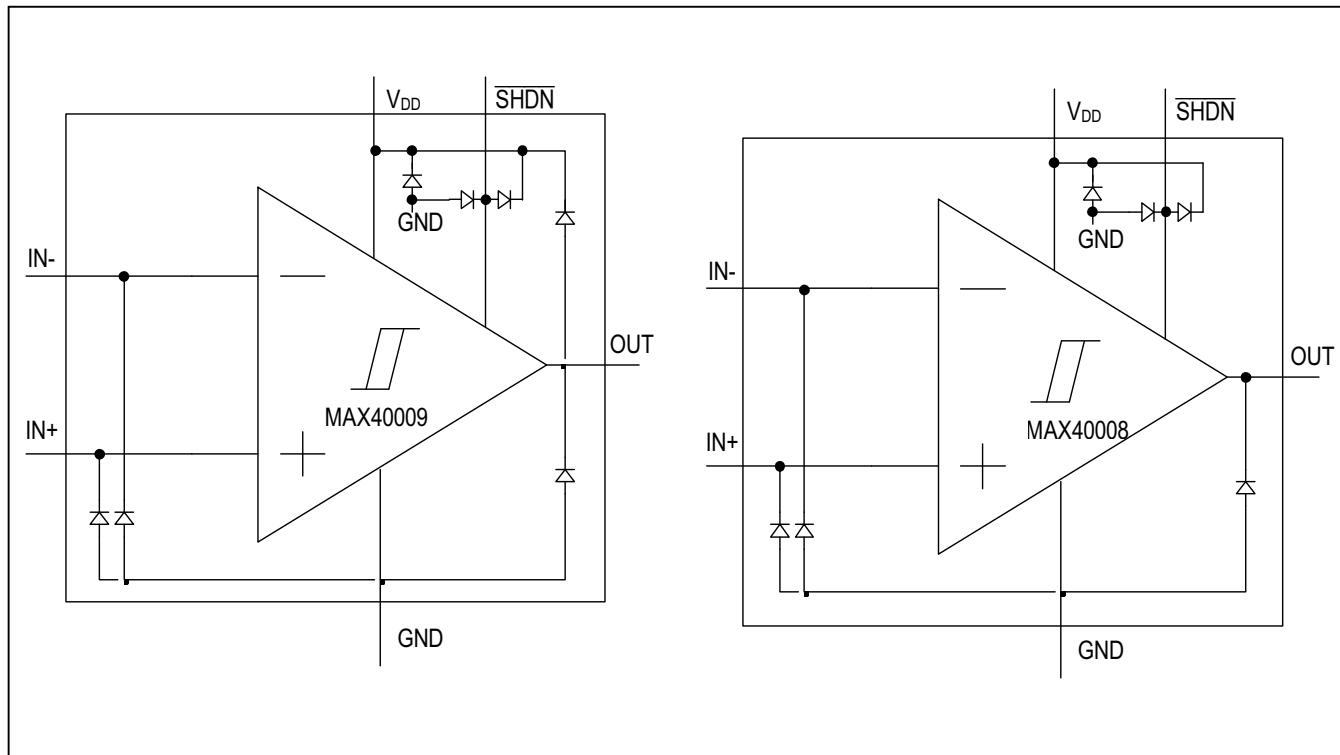 VDD
SHDN
GND
IN-
OUT
MAX40009
IN+
GND
VDD
SHDN
GND
IN-
OUT
MAX40008
IN+
GND